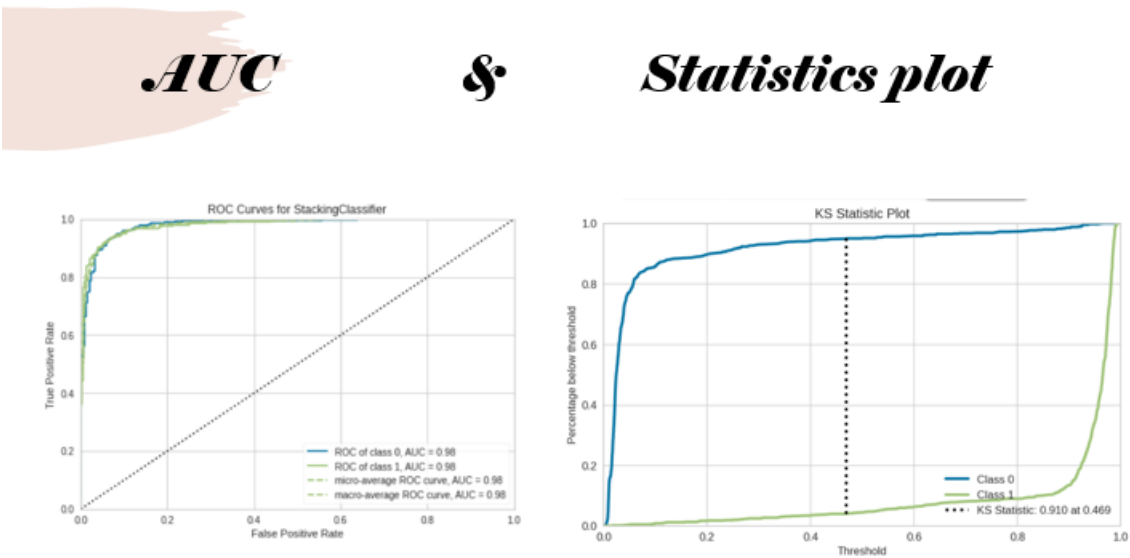 AUC & Statistics plot
ROC Curves for StackingClassifier
True Positive Rate
1.0
0.8
0.6
0.4
0.2
0.0
ROC of class 0, AUC = 0.98
ROC of class 1, AUC = 0.98
micro-average ROC curve, AUC = 0.98
macro-average ROC curve, AUC = 0.98
0.0 0.2 0.4 0.6 0.8 1.0
False Positive Rate
KS Statistic Plot
Percentage below threshold
1.0
0.8
0.6
0.4
0.2
0.0
Class 0
Class 1
KS Statistic: 0.910 at 0.469
0.0 0.2 0.4 0.6 0.8 1.0
Threshold